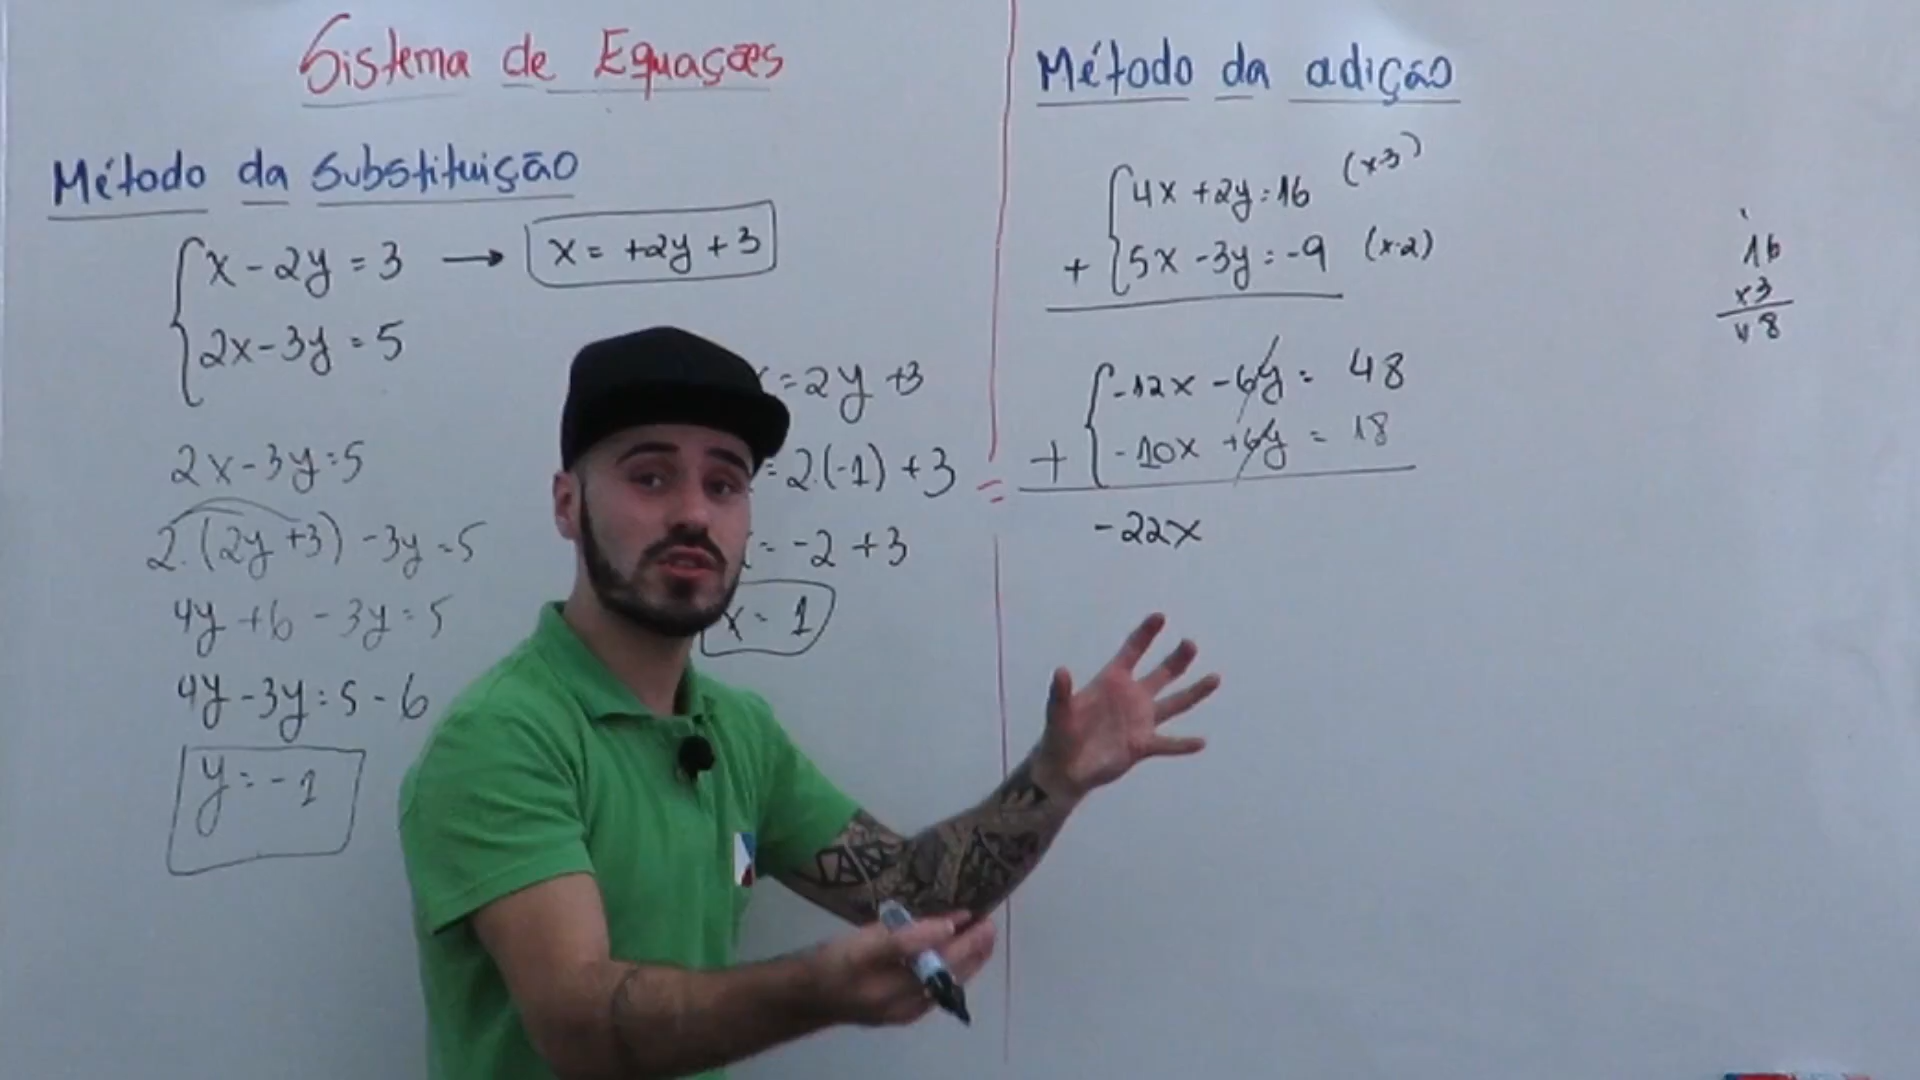 Sistema de Equações
Método da Substituição
x - 2y = 3 → x = +2y + 3
2x - 3y = 5
2x - 3y = 5
2.(2y + 3) - 3y = 5
4y + 6 - 3y = 5
4y - 3y = 5 - 6
y = -1
= 2y + 3
= 2.(-1) + 3
= -2 + 3
x = 1
Método da adição
4x + 2y = 16 (x-3)
+ 5x - 3y = -9 (x-2)
-12x - 6y = 48
+ -10x + 6y = 18
-22x
=
16
x3
48